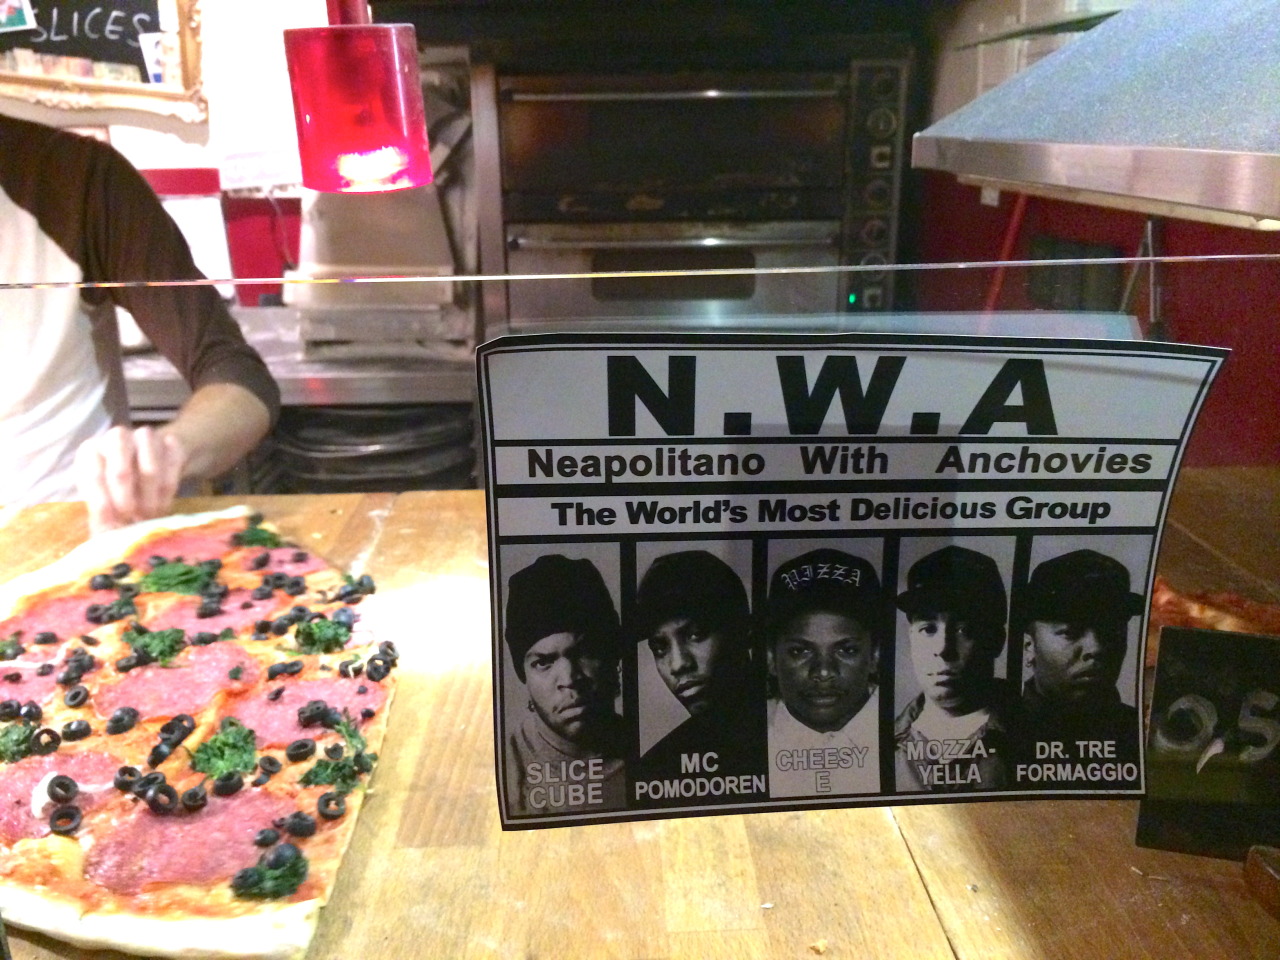 SLICES
N.W.A
Neapolitano With Anchovies
The World's Most Delicious Group
PIZZA
SLICE
CUBE
MC
POMODOREN
CHEESY
E
MOZZA-
YELLA
DR. TRE
FORMAGGIO
0,5